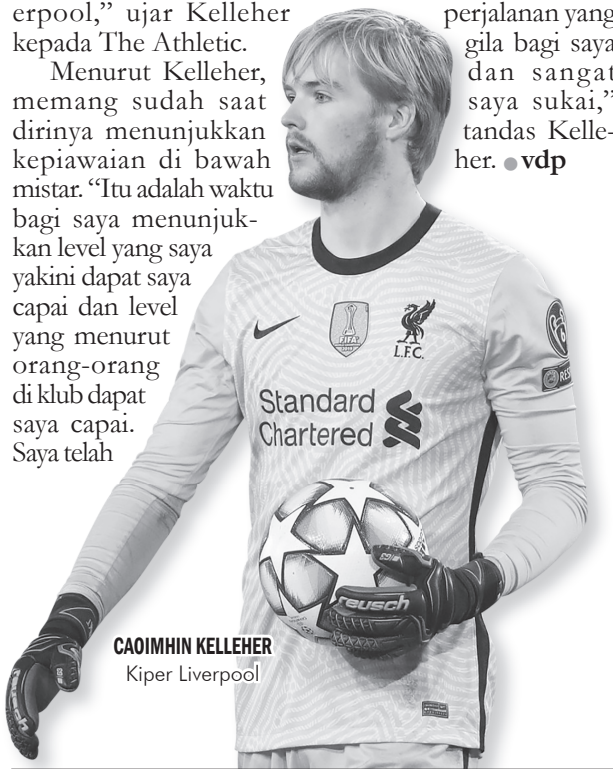 erpool,” ujar Kelleher
kepada The Athletic.
Menurut Kelleher,
memang sudah saat
dirinya menunjukkan
kepiawaian di bawah
mistar. “Itu adalah waktu
bagi saya menunjuk-
kan level yang saya
yakini dapat saya
capai dan level
yang menurut
orang-orang
di klub dapat
saya capai.
Saya telah
perjalanan yang
gila bagi saya
dan sangat
saya sukai,”
tandas Kelle-
her. ●vdp
FIFA
L.F.C.
6
RES
Standard
Chartered
reusch
reusch
CAOIMHIN KELLEHER
Kiper Liverpool